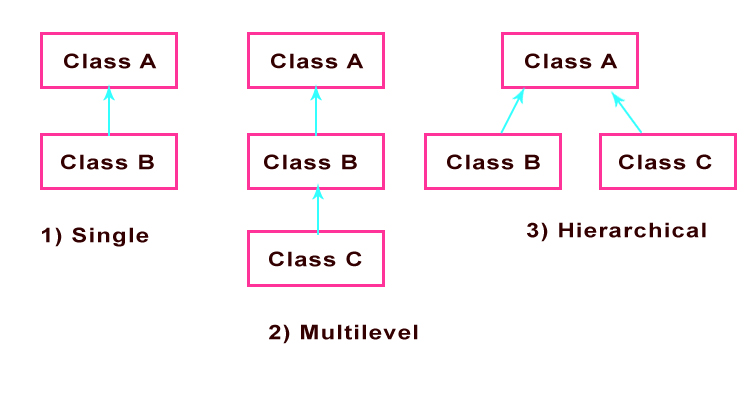 Class A
Class B
1) Single
Class A
Class B
Class C
2) Multilevel
Class A
Class B
Class C
3) Hierarchical